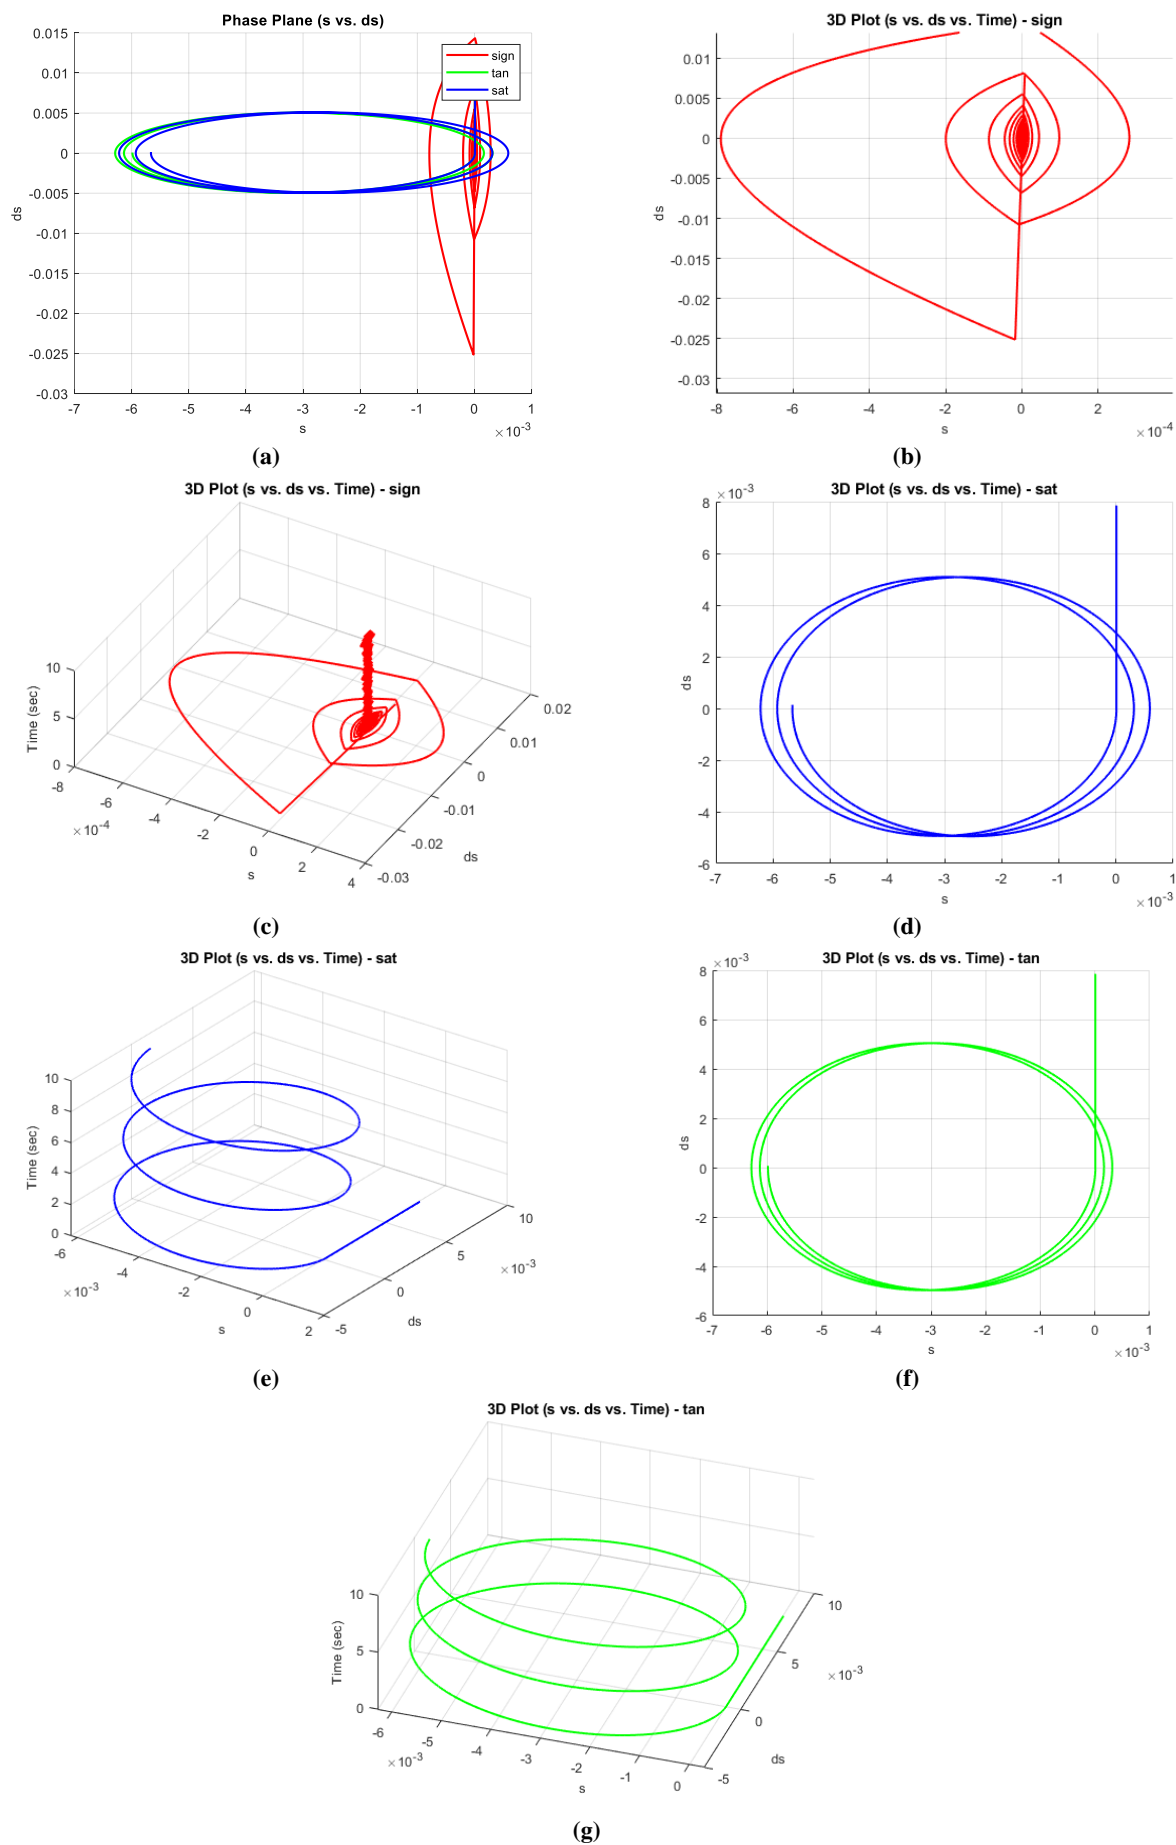 Phase Plane (s vs. ds)
0.015
0.01
0.005
0
-0.005
-0.01
-0.015
-0.02
-0.025
-0.03
ds
sign
tan
sat
-7 -6 -5 -4 -3 -2 -1 0 1
s
×10-3
(a)
3D Plot (s vs. ds vs. Time) - sign
0.01
0.005
0
-0.005
-0.01
-0.015
-0.02
-0.025
-0.03
ds
-8 -6 -4 -2 0 2
s
×10-4
(b)
3D Plot (s vs. ds vs. Time) - sign
10
5
0
Time (sec)
-8 -6 -4 -2 0 2 4
×10-4
s
0.02
0.01
0
-0.01
-0.02
-0.03
ds
(c)
3D Plot (s vs. ds vs. Time) - sat
×10-3
8
6
4
2
0
-2
-4
-6
ds
-7 -6 -5 -4 -3 -2 -1 0 1
s
×10-3
(d)
3D Plot (s vs. ds vs. Time) - sat
10
8
6
4
2
0
Time (sec)
-6 -4 -2 0 2
×10-3
s
10
5
0
-5
×10-3
ds
(e)
3D Plot (s vs. ds vs. Time) - tan
×10-3
8
6
4
2
0
-2
-4
-6
ds
-7 -6 -5 -4 -3 -2 -1 0 1
s
×10-3
(f)
3D Plot (s vs. ds vs. Time) - tan
10
5
0
Time (sec)
-6 -5 -4 -3 -2 -1 0
×10-3
s
10
5
0
-5
×10-3
ds
(g)